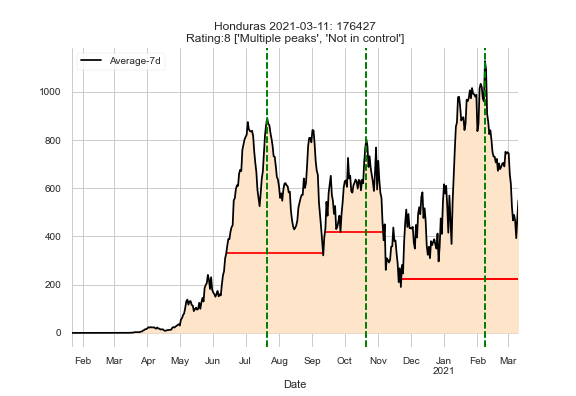 Honduras 2021-03-11: 176427
Rating:8 ['Multiple peaks', 'Not in control']
Average-7d
1000
800
600
400
200
0
Feb Mar Apr May Jun Jul Aug Sep Oct Nov Dec Jan Feb Mar
2021
Date